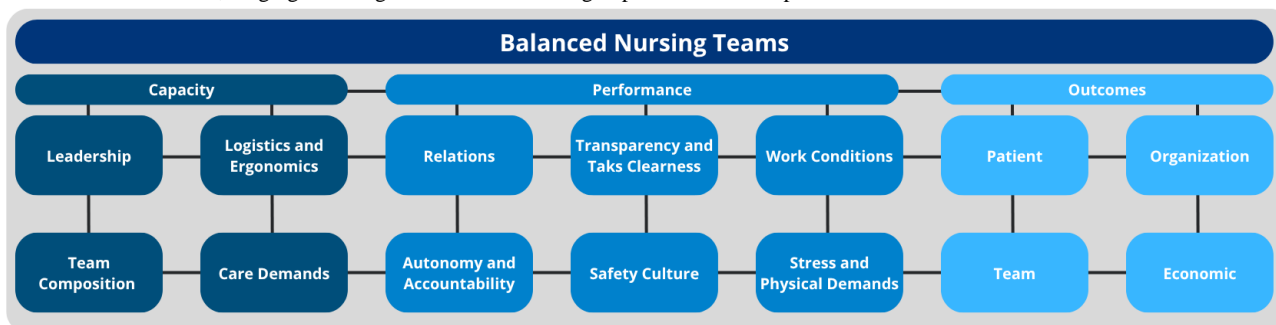 Balanced Nursing Teams
Capacity
Performance
Outcomes
Leadership
Logistics and
Ergonomics
Relations
Transparency and
Taks Clearness
Work Conditions
Patient
Organization
Team
Composition
Care Demands
Autonomy and
Accountability
Safety Culture
Stress and
Physical Demands
Team
Economic